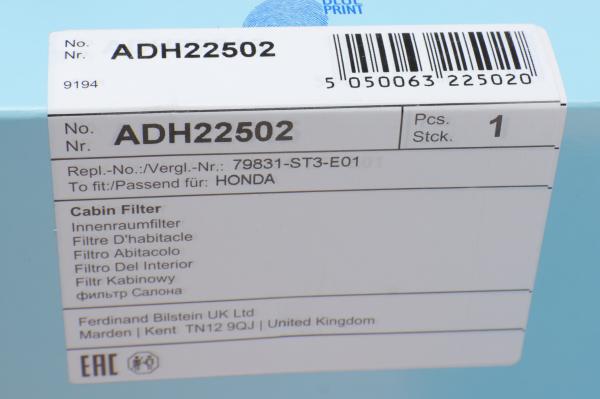 BLUE
PRINT
No.
Nr. ADH22502
9194
5 050063 225020
No.
Nr. ADH22502
Pcs.
Stck. 1
Repl.-No.:/Vergl.-Nr.: 79831-ST3-E01
To fit:/Passend für: HONDA
Cabin Filter
Innenraumfilter
Filtre D'habitacle
Filtro Abitacolo
Filtro Del Interior
Filtr Kabinowy
фильтр Салона
Ferdinand Bilstein UK Ltd
Marden | Kent TN12 9QJ | United Kingdom
EAC